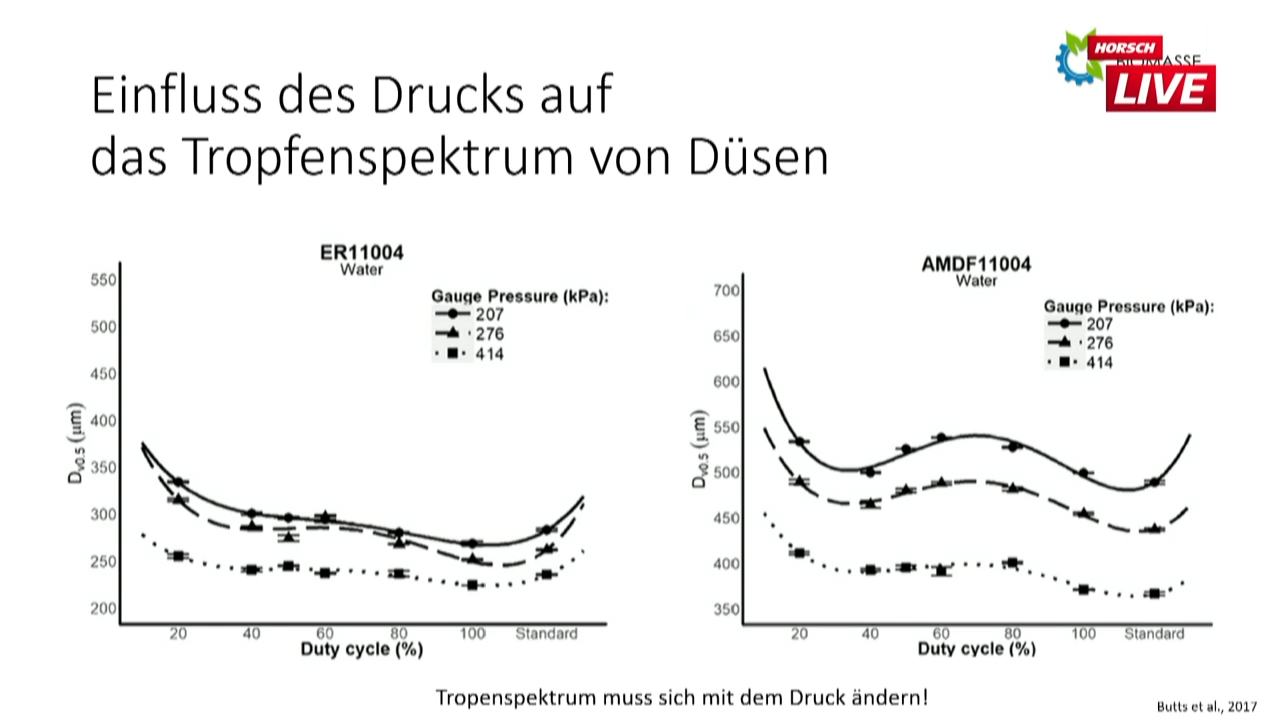 HORSCH
LIVE
Einfluss des Drucks auf
das Tropfenspektrum von Düsen
ER11004
Water
Gauge Pressure (kPa):
207
276
414
550
500
450
400
350
300
250
200
Dv0.5 (µm)
20 40 60 80 100 Standard
Duty cycle (%)
AMDF11004
Water
Gauge Pressure (kPa):
207
276
414
700
650
600
550
500
450
400
350
Dv0.5 (µm)
20 40 60 80 100 Standard
Duty cycle (%)
Tropenspektrum muss sich mit dem Druck ändern!
Butts et al., 2017